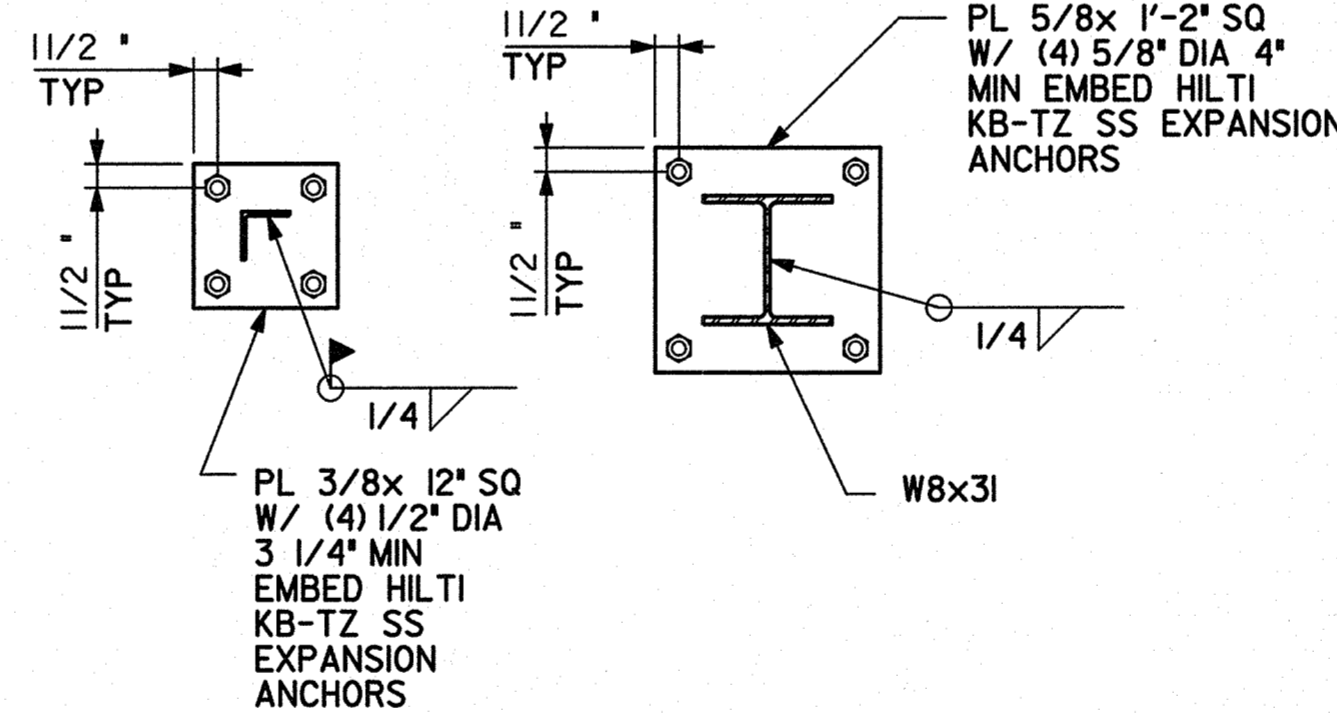 11/2 "
TYP
11/2 "
TYP
1/4
PL 3/8x 12" SQ
W/ (4) 1/2" DIA
3 1/4" MIN
EMBED HILTI
KB-TZ SS
EXPANSION
ANCHORS
11/2 "
TYP
11/2 "
TYP
PL 5/8x 1'-2" SQ
W/ (4) 5/8" DIA 4"
MIN EMBED HILTI
KB-TZ SS EXPANSION
ANCHORS
1/4
W8x31